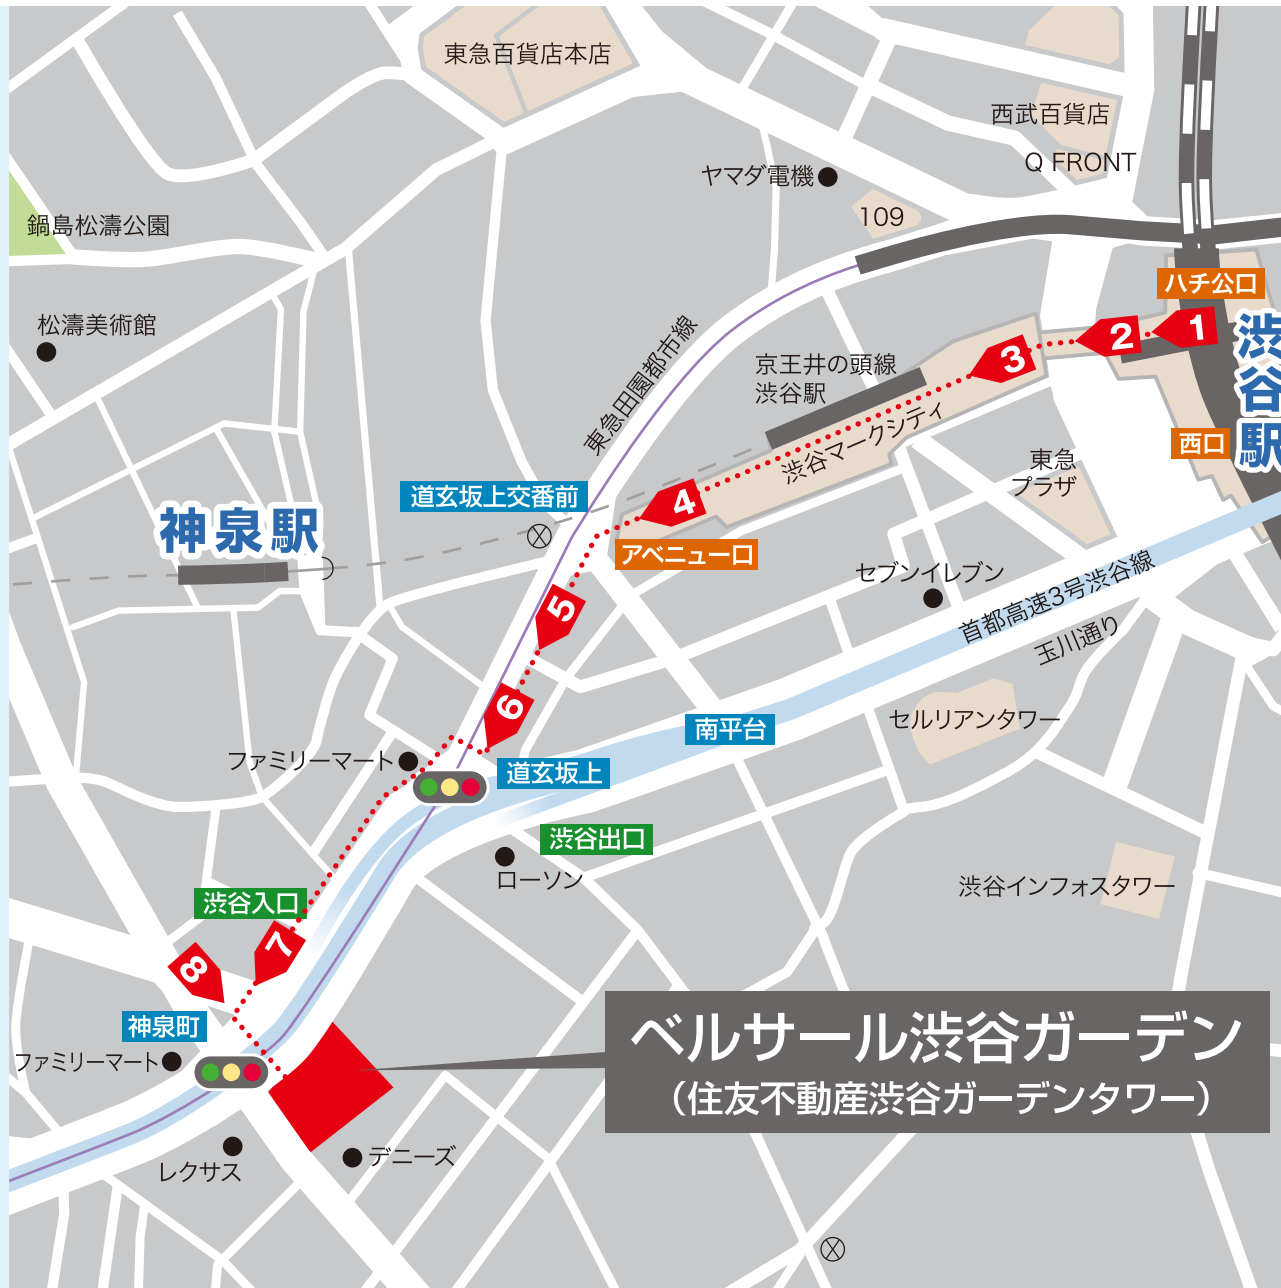 東急百貨店本店
西武百貨店
Q FRONT
ヤマダ電機
109
鍋島松濤公園
松濤美術館
ハチ公口
渋谷駅
1
2
3
東急田園都市線
京王井の頭線
渋谷駅
渋谷マークシティ
西口
東急
プラザ
神泉駅
道玄坂上交番前
4
アベニュー口
セブンイレブン
首都高速3号渋谷線
玉川通り
5
6
セルリアンタワー
南平台
ファミリーマート
道玄坂上
渋谷出口
ローソン
渋谷インフォスタワー
渋谷入口
7
8
神泉町
ファミリーマート
ベルサール渋谷ガーデン
（住友不動産渋谷ガーデンタワー）
レクサス
デニーズ